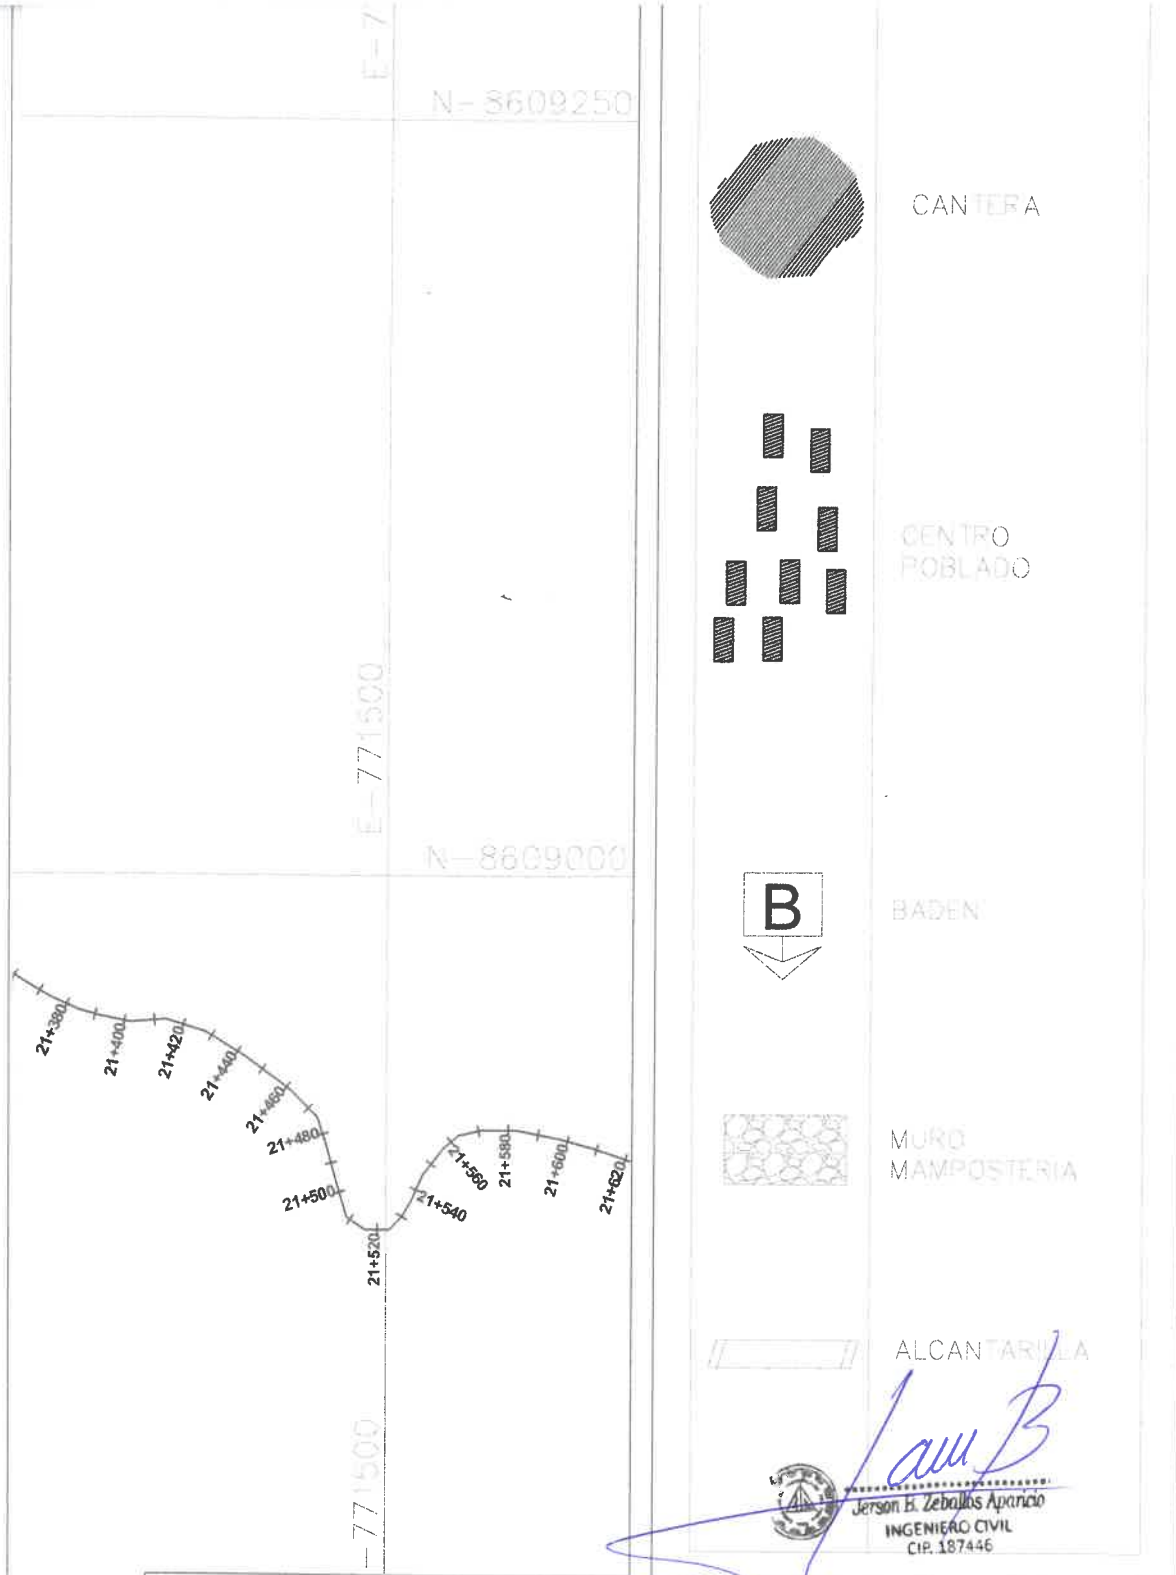 E-7
N-8609250
E-771500
N-8609000
21+380
21+400
21+420
21+440
21+460
21+480
21+500
21+520
21+540
21+560
21+580
21+600
21+620
-771500
CANTERA
CENTRO
POBLADO
B
BADEN
MURO
MAMPOSTERIA
ALCANTARILLA
Jerson B. Zeballos Aparicio
INGENIERO CIVIL
CIP. 187446